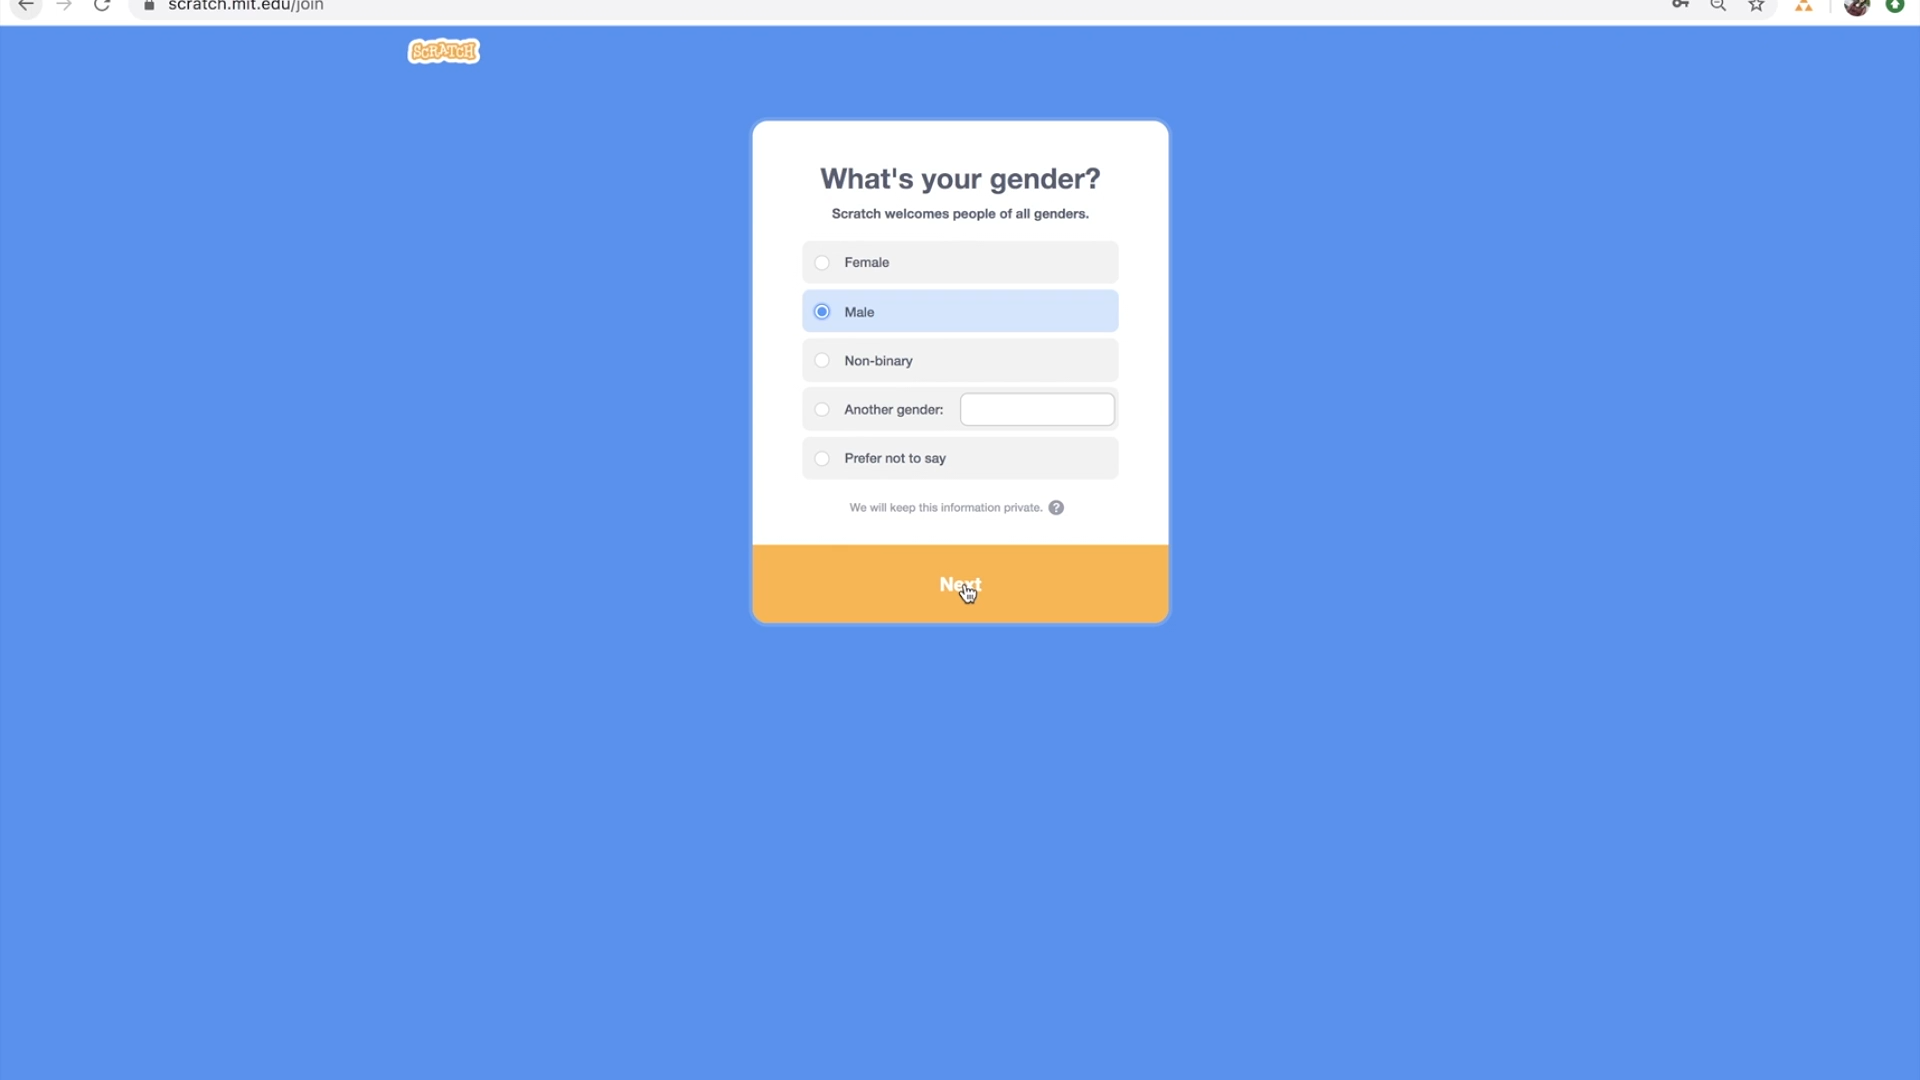 scratch.mit.edu/join
SCRATCH
What's your gender?
Scratch welcomes people of all genders.
Female
Male
Non-binary
Another gender:
Prefer not to say
We will keep this information private. ?
Next